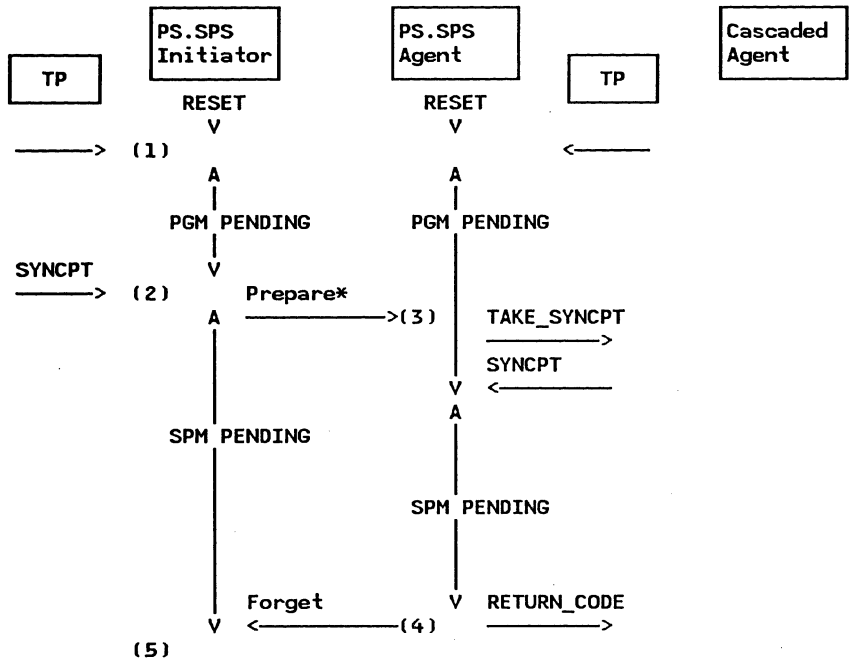 PS.SPS
Initiator
PS.SPS
Agent
Cascaded
Agent
TP
TP
RESET
RESET
V
V
(1)
A
A
PGM PENDING
PGM PENDING
V
SYNCPT
(2)
Prepare*
A
(3)
TAKE_SYNCPT
SYNCPT
V
A
SPM PENDING
SPM PENDING
Forget
V
RETURN_CODE
V
(4)
(5)